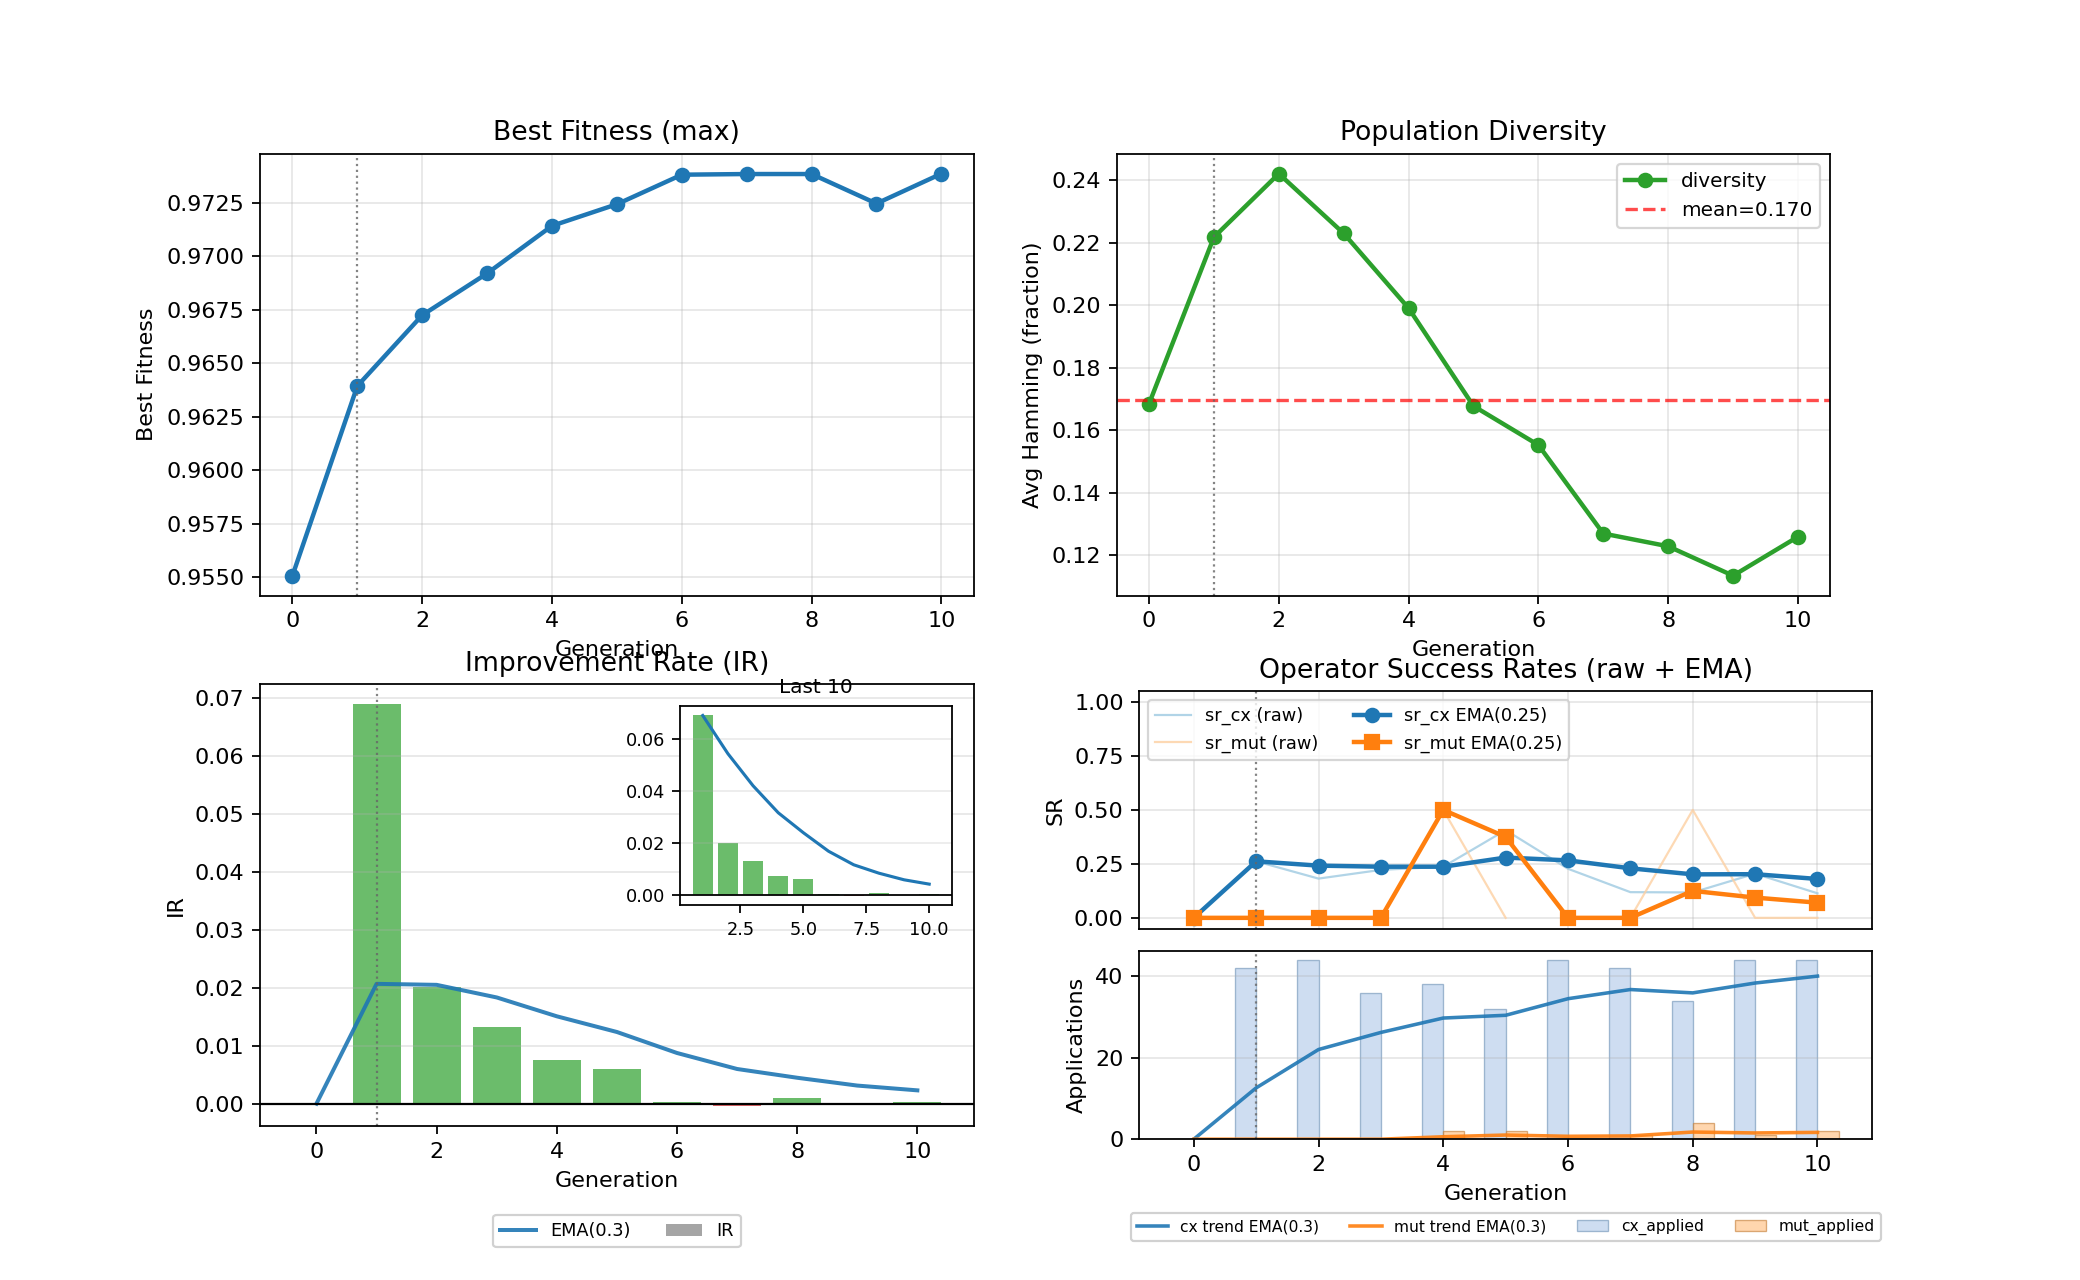 Best Fitness (max)
Best Fitness
0.9725
0.9700
0.9675
0.9650
0.9625
0.9600
0.9575
0.9550
0 2 4 6 8 10
Generation
Population Diversity
Avg Hamming (fraction)
0.24
0.22
0.20
0.18
0.16
0.14
0.12
diversity
mean=0.170
0 2 4 6 8 10
Generation
Improvement Rate (IR)
IR
0.07
0.06
0.05
0.04
0.03
0.02
0.01
0.00
Last 10
0.06
0.04
0.02
0.00
2.5 5.0 7.5 10.0
0 2 4 6 8 10
Generation
EMA(0.3) IR
Operator Success Rates (raw + EMA)
SR
1.00
0.75
0.50
0.25
0.00
sr_cx (raw) sr_cx EMA(0.25)
sr_mut (raw) sr_mut EMA(0.25)
Applications
40
20
0
0 2 4 6 8 10
Generation
cx trend EMA(0.3) mut trend EMA(0.3) cx_applied mut_applied